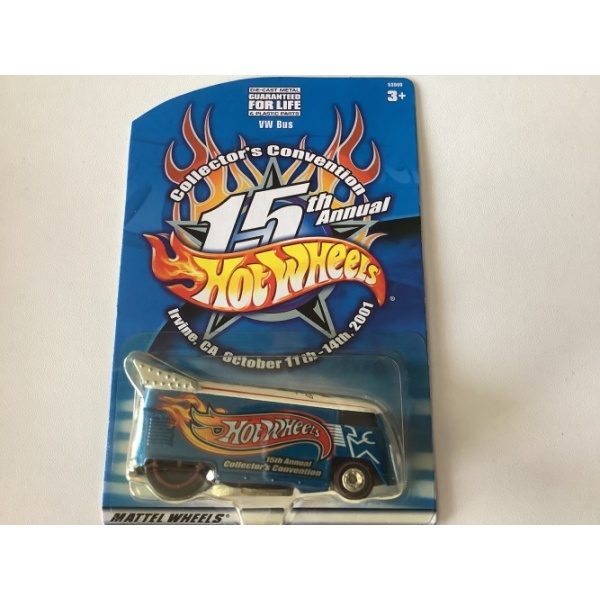 DIE-CAST METAL
GUARANTEED
FOR LIFE
& PLASTIC PARTS
VW Bus
3+
Collector's Convention
15th Annual
HOT WHEELS
®
Irvine, CA. October 11th-14th, 2001
HOT WHEELS
15th Annual
Collector's Convention
MATTEL WHEELS®